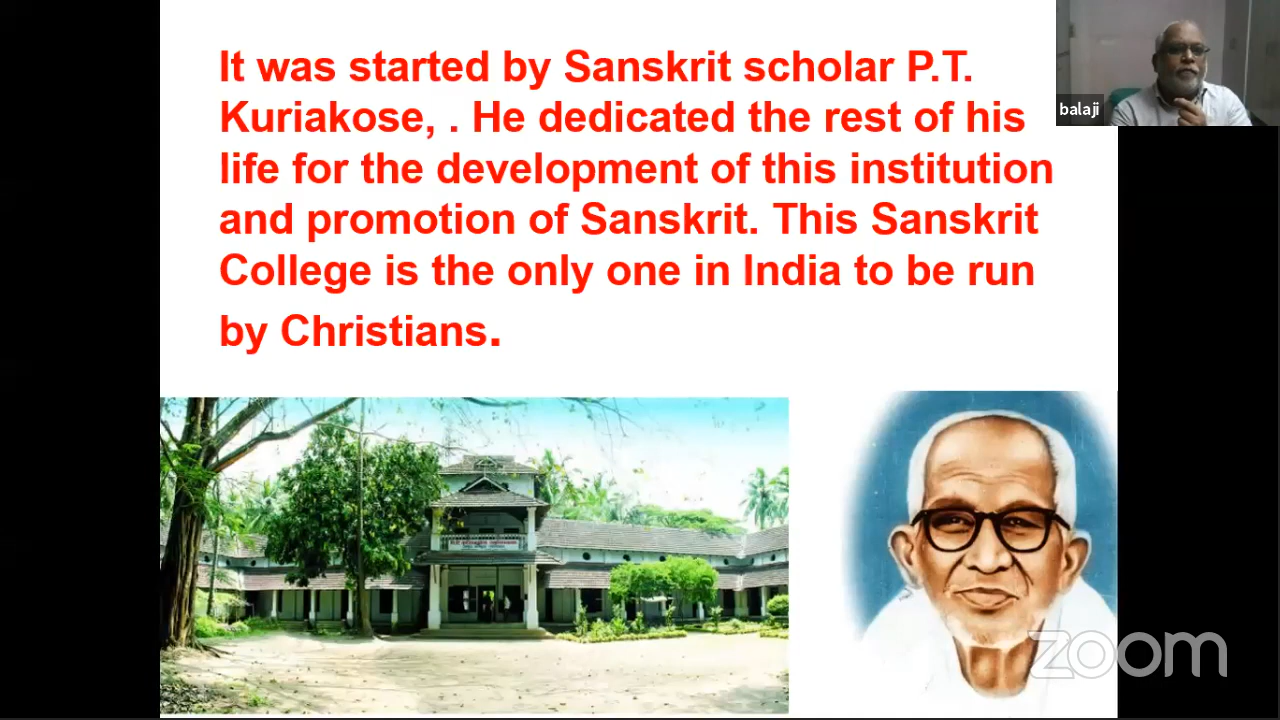 It was started by Sanskrit scholar P.T.
Kuriakose, . He dedicated the rest of his
life for the development of this institution
and promotion of Sanskrit. This Sanskrit
College is the only one in India to be run
by Christians.
balaji
zoom